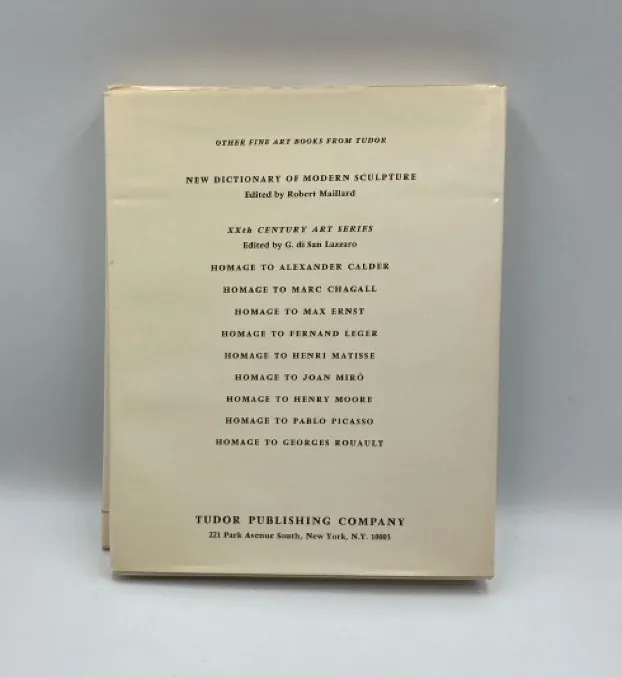 OTHER FINE ART BOOKS FROM TUDOR
NEW DICTIONARY OF MODERN SCULPTURE
Edited by Robert Maillard
XXth CENTURY ART SERIES
Edited by G. di San Lazzaro
HOMAGE TO ALEXANDER CALDER
HOMAGE TO MARC CHAGALL
HOMAGE TO MAX ERNST
HOMAGE TO FERNAND LEGER
HOMAGE TO HENRI MATISSE
HOMAGE TO JOAN MIRÓ
HOMAGE TO HENRY MOORE
HOMAGE TO PABLO PICASSO
HOMAGE TO GEORGES ROUAULT
TUDOR PUBLISHING COMPANY
221 Park Avenue South, New York, N.Y. 10003